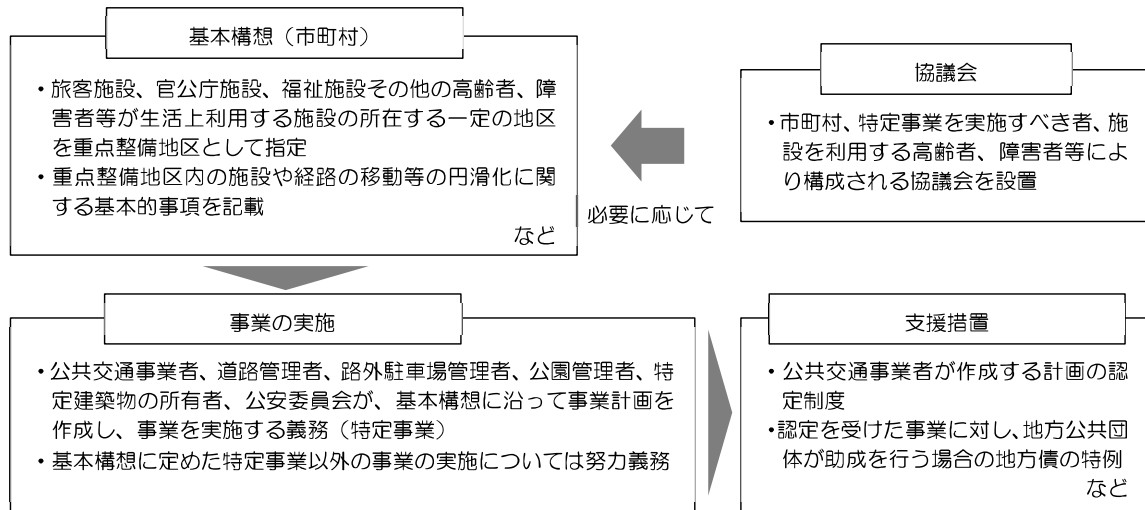 基本構想（市町村）
・旅客施設、官公庁施設、福祉施設その他の高齢者、障
害者等が生活上利用する施設の所在する一定の地区
を重点整備地区として指定
・重点整備地区内の施設や経路の移動等の円滑化に関
する基本的事項を記載
など
必要に応じて
協議会
・市町村、特定事業を実施すべき者、施
設を利用する高齢者、障害者等によ
り構成される協議会を設置
事業の実施
・公共交通事業者、道路管理者、路外駐車場管理者、公園管理者、特
定建築物の所有者、公安委員会が、基本構想に沿って事業計画を
作成し、事業を実施する義務（特定事業）
・基本構想に定めた特定事業以外の事業の実施については努力義務
支援措置
・公共交通事業者が作成する計画の認
定制度
・認定を受けた事業に対し、地方公共団
体が助成を行う場合の地方債の特例
など